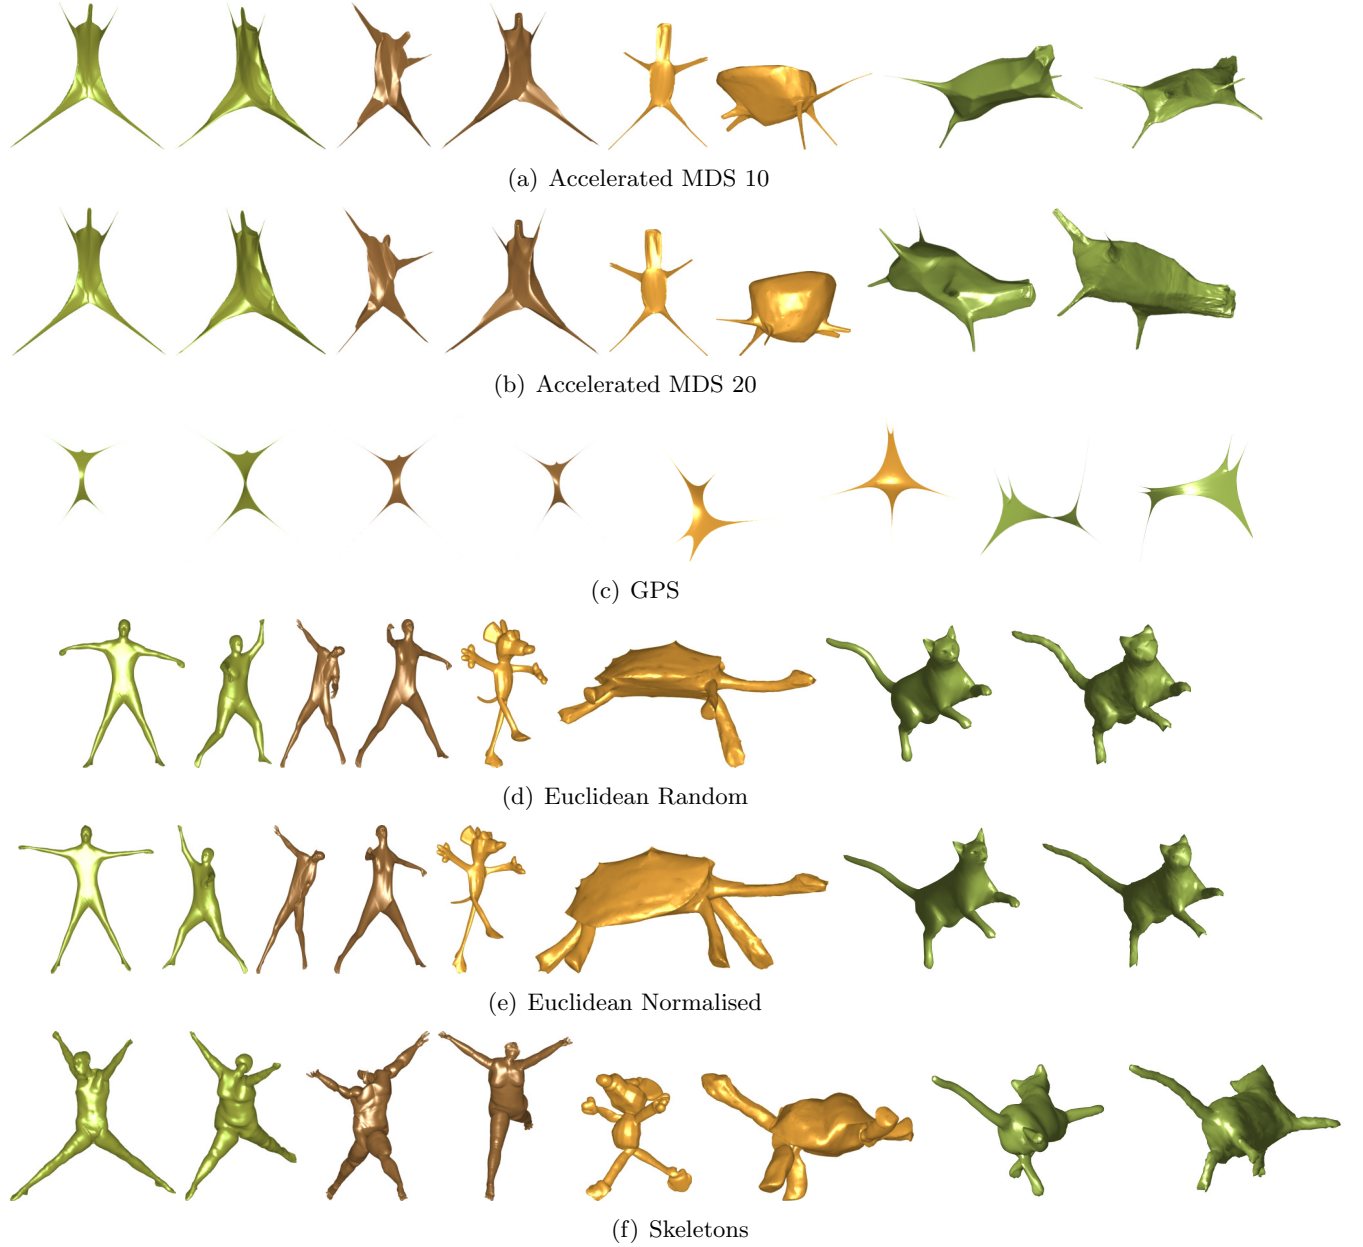 (a) Accelerated MDS 10
(b) Accelerated MDS 20
(c) GPS
(d) Euclidean Random
(e) Euclidean Normalised
(f) Skeletons